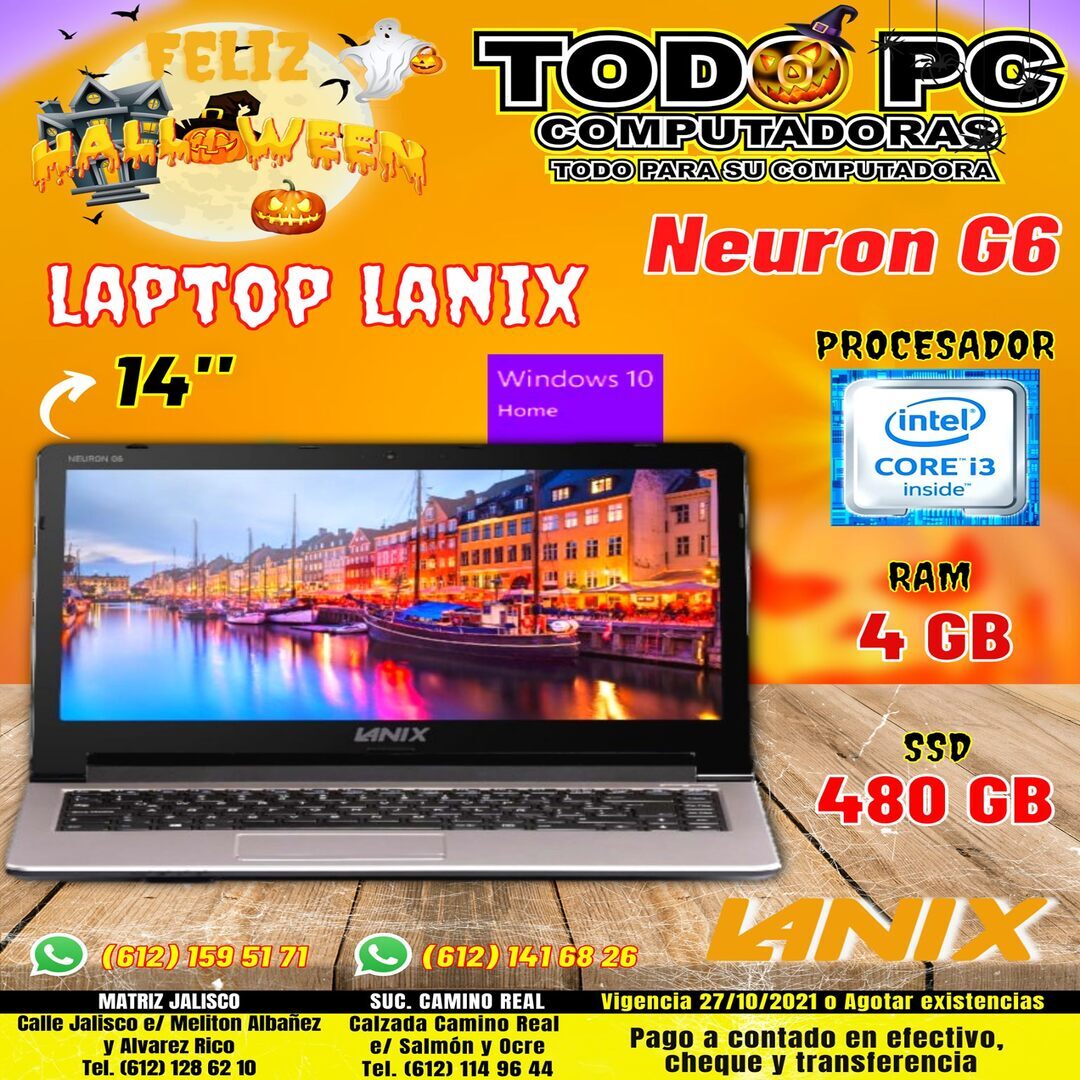 FELIZ
HALLOWEEN
TODO PC
COMPUTADORAS
TODO PARA SU COMPUTADORA
Neuron G6
LAPTOP LANIX
14''
Windows 10
Home
PROCESADOR
intel
CORE™ i3
inside™
RAM
4 GB
SSD
480 GB
NEURON G6
LANIX
LANIX
(612) 159 51 71
(612) 141 68 26
MATRIZ JALISCO
Calle Jalisco e/ Meliton Albañez
y Alvarez Rico
Tel. (612) 128 62 10
SUC. CAMINO REAL
Calzada Camino Real
e/ Salmón y Ocre
Tel. (612) 114 96 44
Vigencia 27/10/2021 o Agotar existencias
Pago a contado en efectivo,
cheque y transferencia